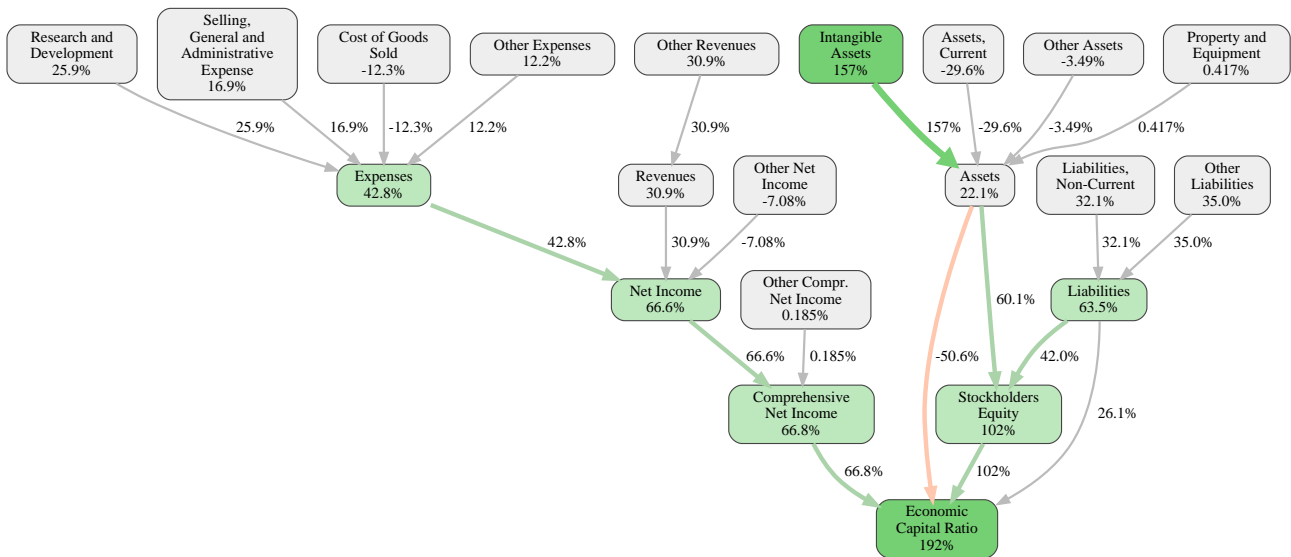 Research and
Development
25.9%
Selling,
General and
Administrative
Expense
16.9%
Cost of Goods
Sold
-12.3%
Other Expenses
12.2%
Other Revenues
30.9%
Intangible
Assets
157%
Assets,
Current
-29.6%
Other Assets
-3.49%
Property and
Equipment
0.417%
25.9%
16.9%
-12.3%
12.2%
30.9%
157%
-29.6%
-3.49%
0.417%
Expenses
42.8%
Revenues
30.9%
Other Net
Income
-7.08%
Assets
22.1%
Liabilities,
Non-Current
32.1%
Other
Liabilities
35.0%
42.8%
30.9%
-7.08%
32.1%
35.0%
Net Income
66.6%
Other Compr.
Net Income
0.185%
60.1%
Liabilities
63.5%
66.6%
0.185%
-50.6%
42.0%
Comprehensive
Net Income
66.8%
Stockholders
Equity
102%
26.1%
66.8%
102%
Economic
Capital Ratio
192%